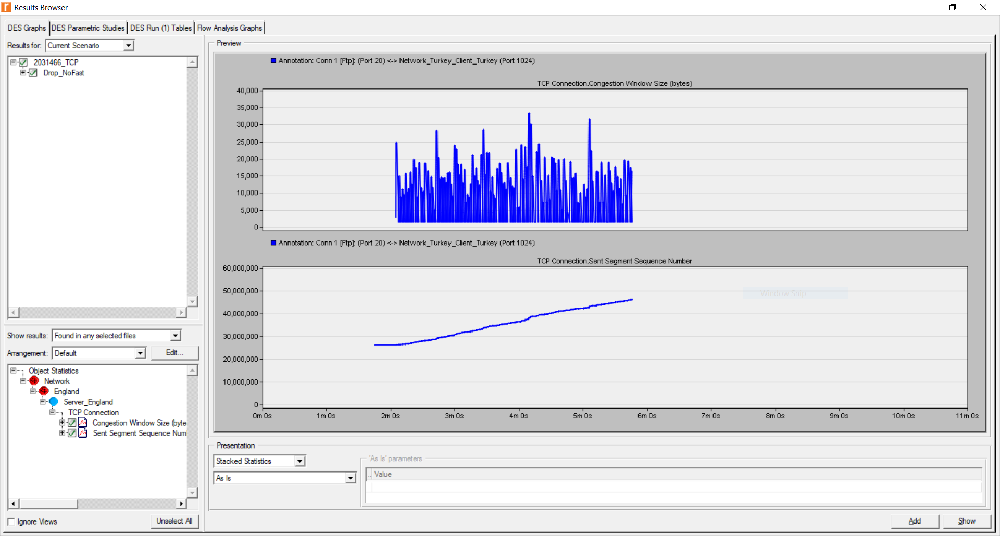 Results Browser
DES Graphs DES Parametric Studies DES Run (1) Tables Flow Analysis Graphs
Results for: Current Scenario
2031466_TCP
Drop_NoFast
Show results: Found in any selected files
Arrangement: Default Edit...
Object Statistics
Network
England
Server_England
TCP Connection
Congestion Window Size (byte
Sent Segment Sequence Num
Ignore Views Unselect All
Preview
Annotation: Conn 1 [Ftp]: (Port 20) <-> Network_Turkey_Client_Turkey (Port 1024)
TCP Connection.Congestion Window Size (bytes)
40,000
35,000
30,000
25,000
20,000
15,000
10,000
5,000
0
Annotation: Conn 1 [Ftp]: (Port 20) <-> Network_Turkey_Client_Turkey (Port 1024)
TCP Connection.Sent Segment Sequence Number
60,000,000
50,000,000
Window Snip
40,000,000
30,000,000
20,000,000
10,000,000
0
0m 0s 1m 0s 2m 0s 3m 0s 4m 0s 5m 0s 6m 0s 7m 0s 8m 0s 9m 0s 10m 0s 11m 0s
Presentation
Stacked Statistics
As Is
'As Is' parameters
.. Value
Add Show